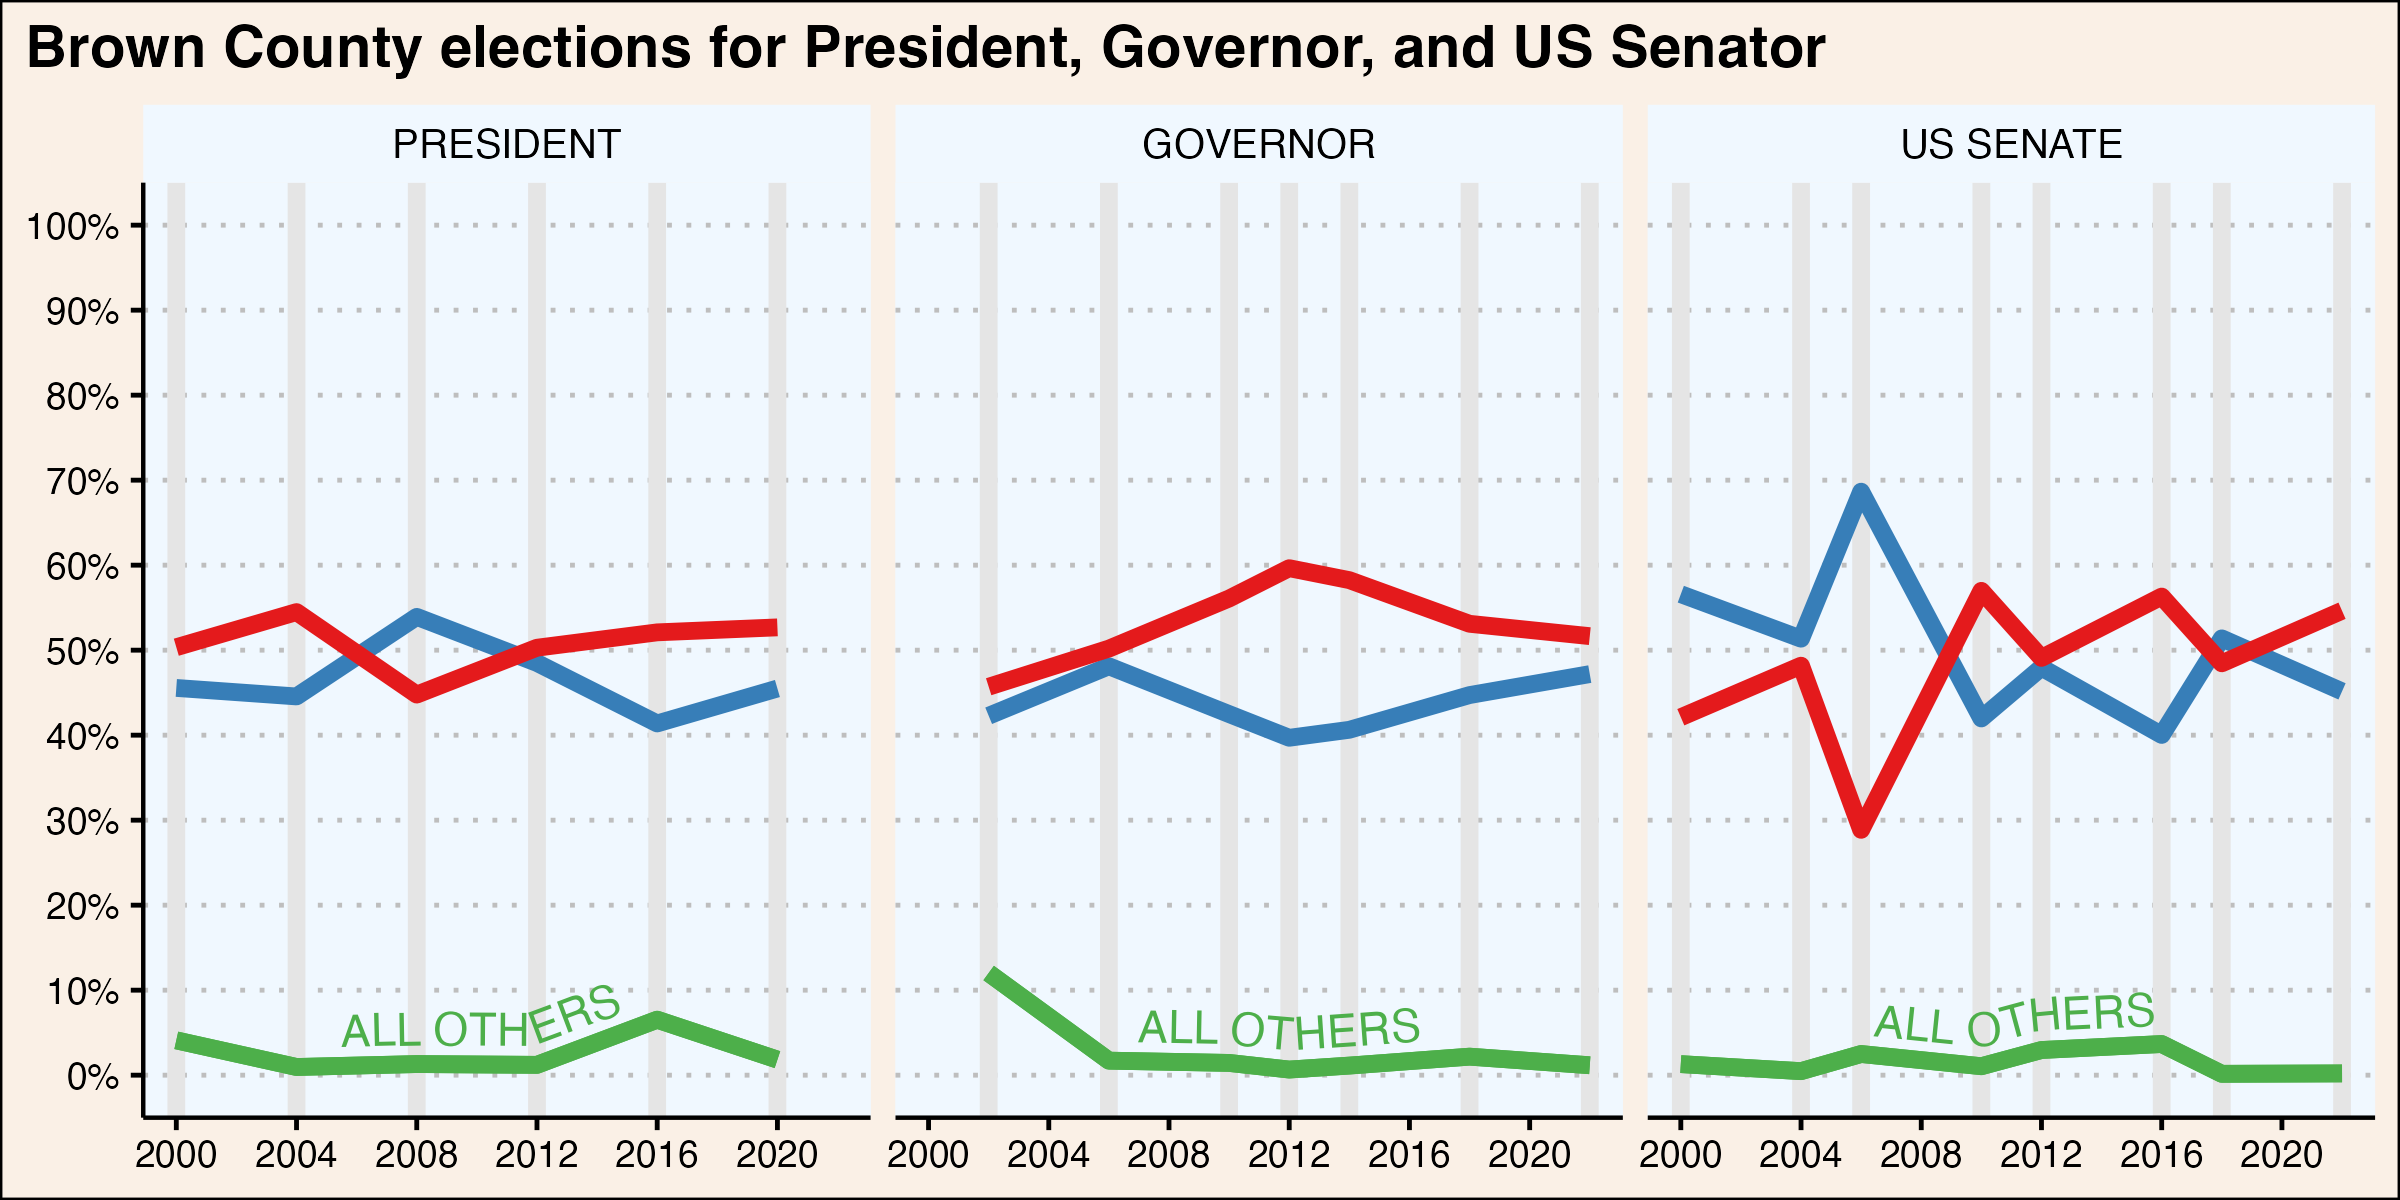 Brown County elections for President, Governor, and US Senator
PRESIDENT
GOVERNOR
US SENATE
100%
90%
80%
70%
60%
50%
40%
30%
20%
10%
0%
ALL OTHERS
ALL OTHERS
ALL OTHERS
2000 2004 2008 2012 2016 2020
2000 2004 2008 2012 2016 2020
2000 2004 2008 2012 2016 2020